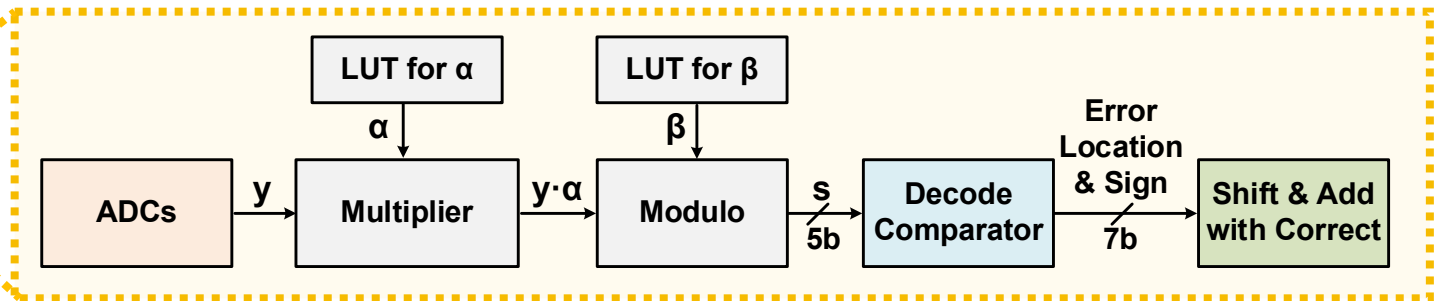 LUT for α
LUT for β
α
β
Error
Location
& Sign
ADCs
y
Multiplier
y·α
Modulo
s
5b
Decode
Comparator
7b
Shift & Add
with Correct